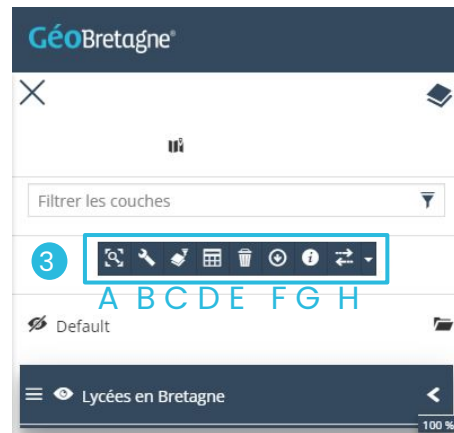 GéoBretagne®
Filtrer les couches
3
A B C D E F G H
Default
Lycées en Bretagne
100 %